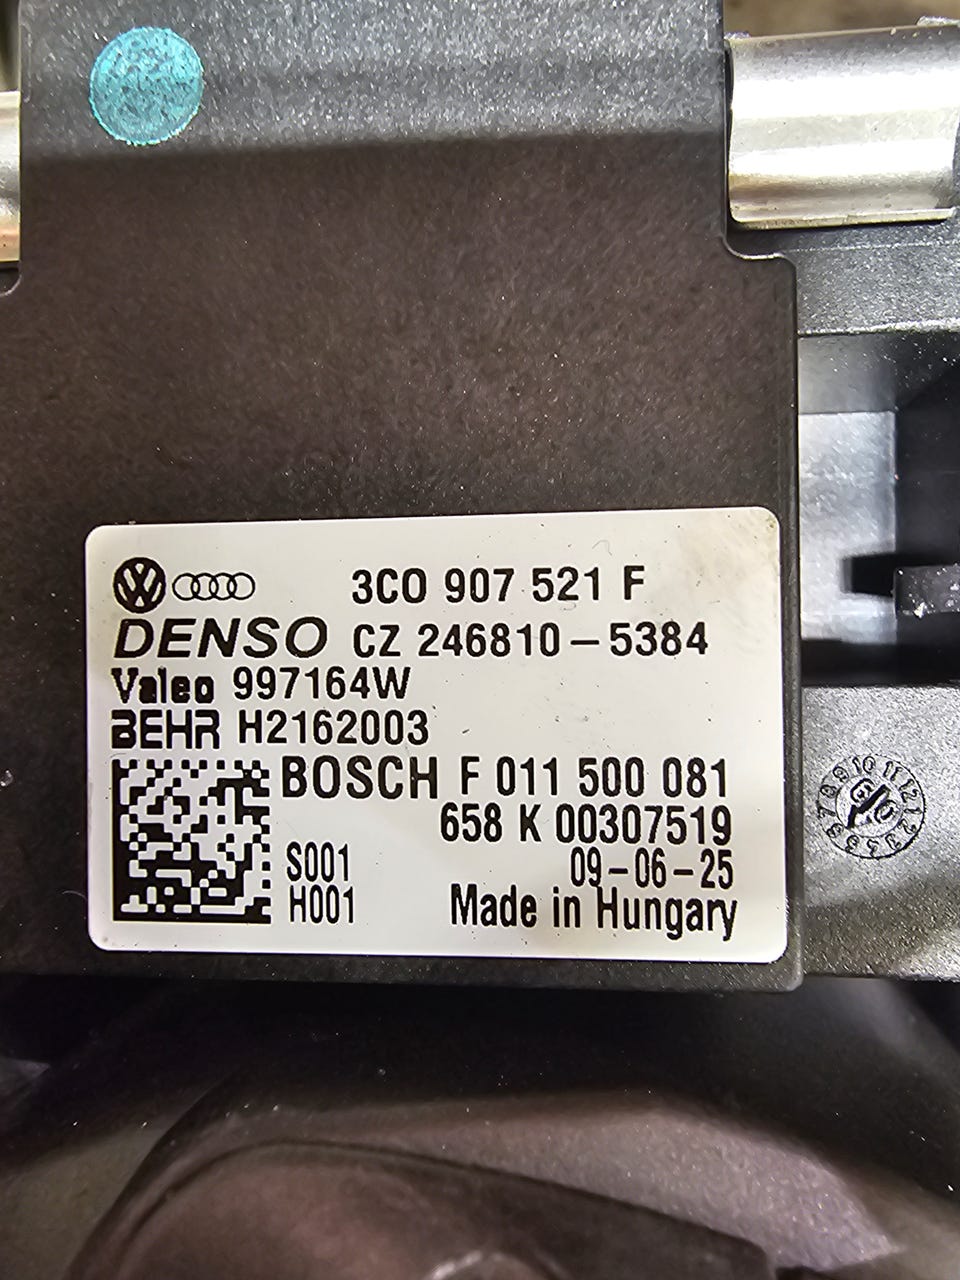 3C0 907 521 F
DENSO CZ 246810-5384
Valeo 997164W
BEHR H2162003
BOSCH F 011 500 081
658 K 00307519
S001 09-06-25
H001 Made in Hungary